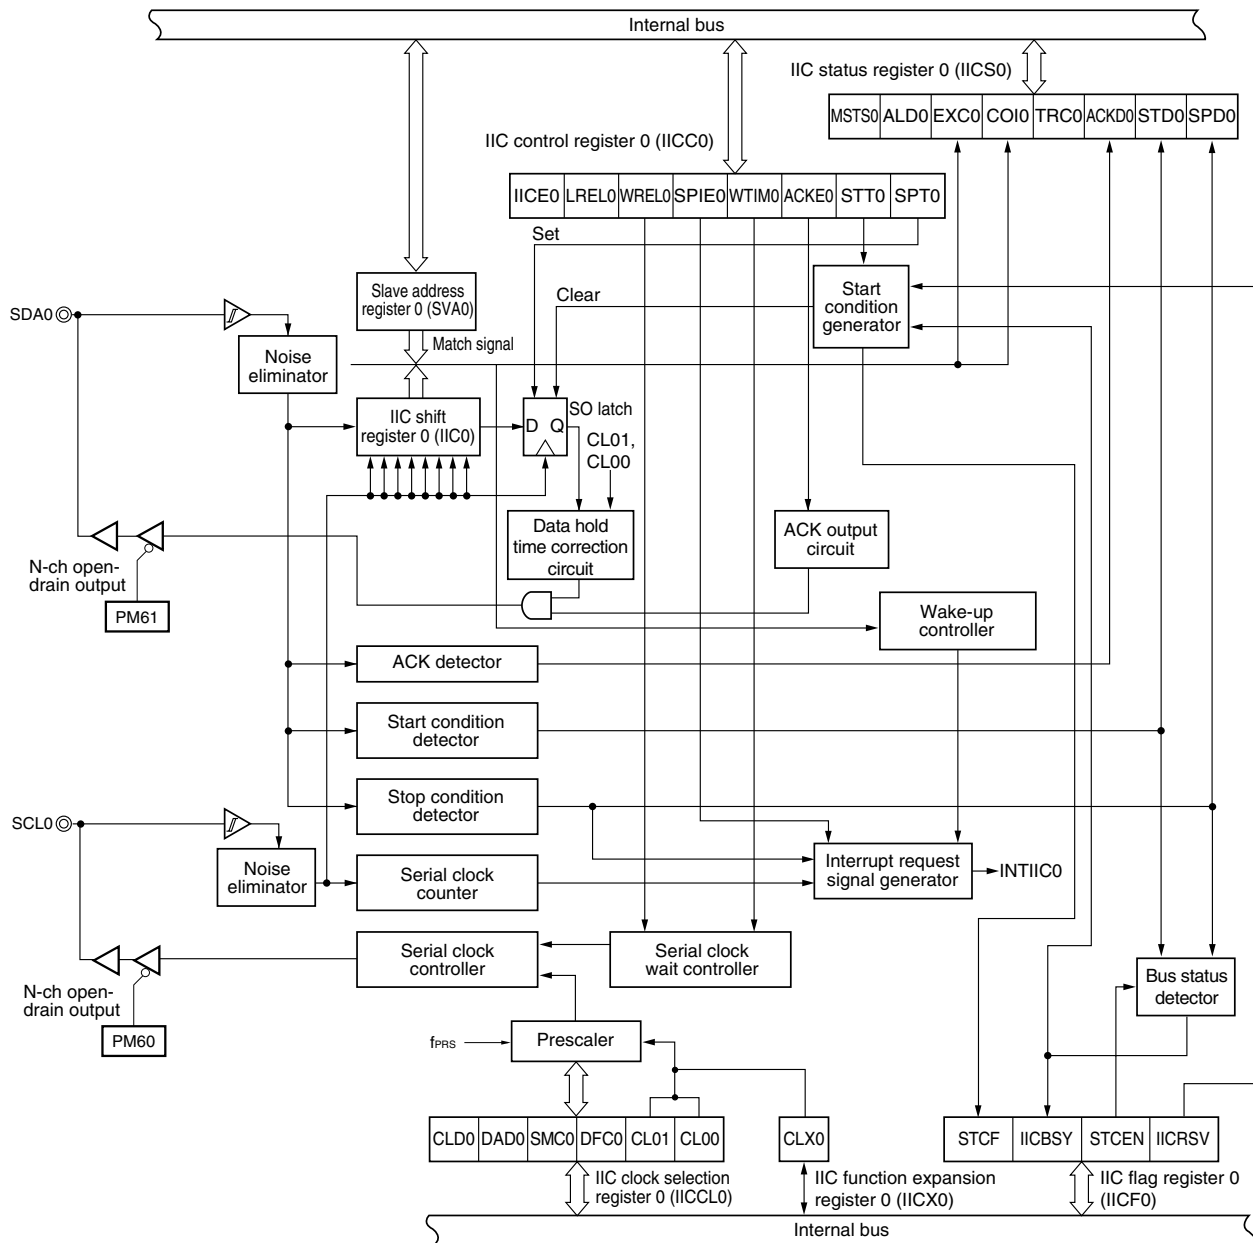 Internal bus
IIC status register 0 (IICS0)
MSTS0 ALD0 EXC0 COI0 TRC0 ACKD0 STD0 SPD0
IIC control register 0 (IICC0)
IICE0 LREL0 WREL0 SPIE0 WTIM0 ACKE0 STT0 SPT0
Set
Slave address
register 0 (SVA0)
Clear
Start
condition
generator
SDA0
Match signal
Noise
eliminator
IIC shift
register 0 (IIC0)
D Q
SO latch
CL01,
CL00
Data hold
time correction
circuit
ACK output
circuit
N-ch open-
drain output
PM61
Wake-up
controller
ACK detector
Start condition
detector
Stop condition
detector
SCL0
Noise
eliminator
Serial clock
counter
Interrupt request
signal generator
INTIIC0
Serial clock
controller
Serial clock
wait controller
Bus status
detector
N-ch open-
drain output
PM60
fPRS
Prescaler
CLD0 DAD0 SMC0 DFC0 CL01 CL00
CLX0
STCF IICBSY STCEN IICRSV
IIC clock selection
register 0 (IICCL0)
IIC function expansion
register 0 (IICX0)
IIC flag register 0
(IICF0)
Internal bus